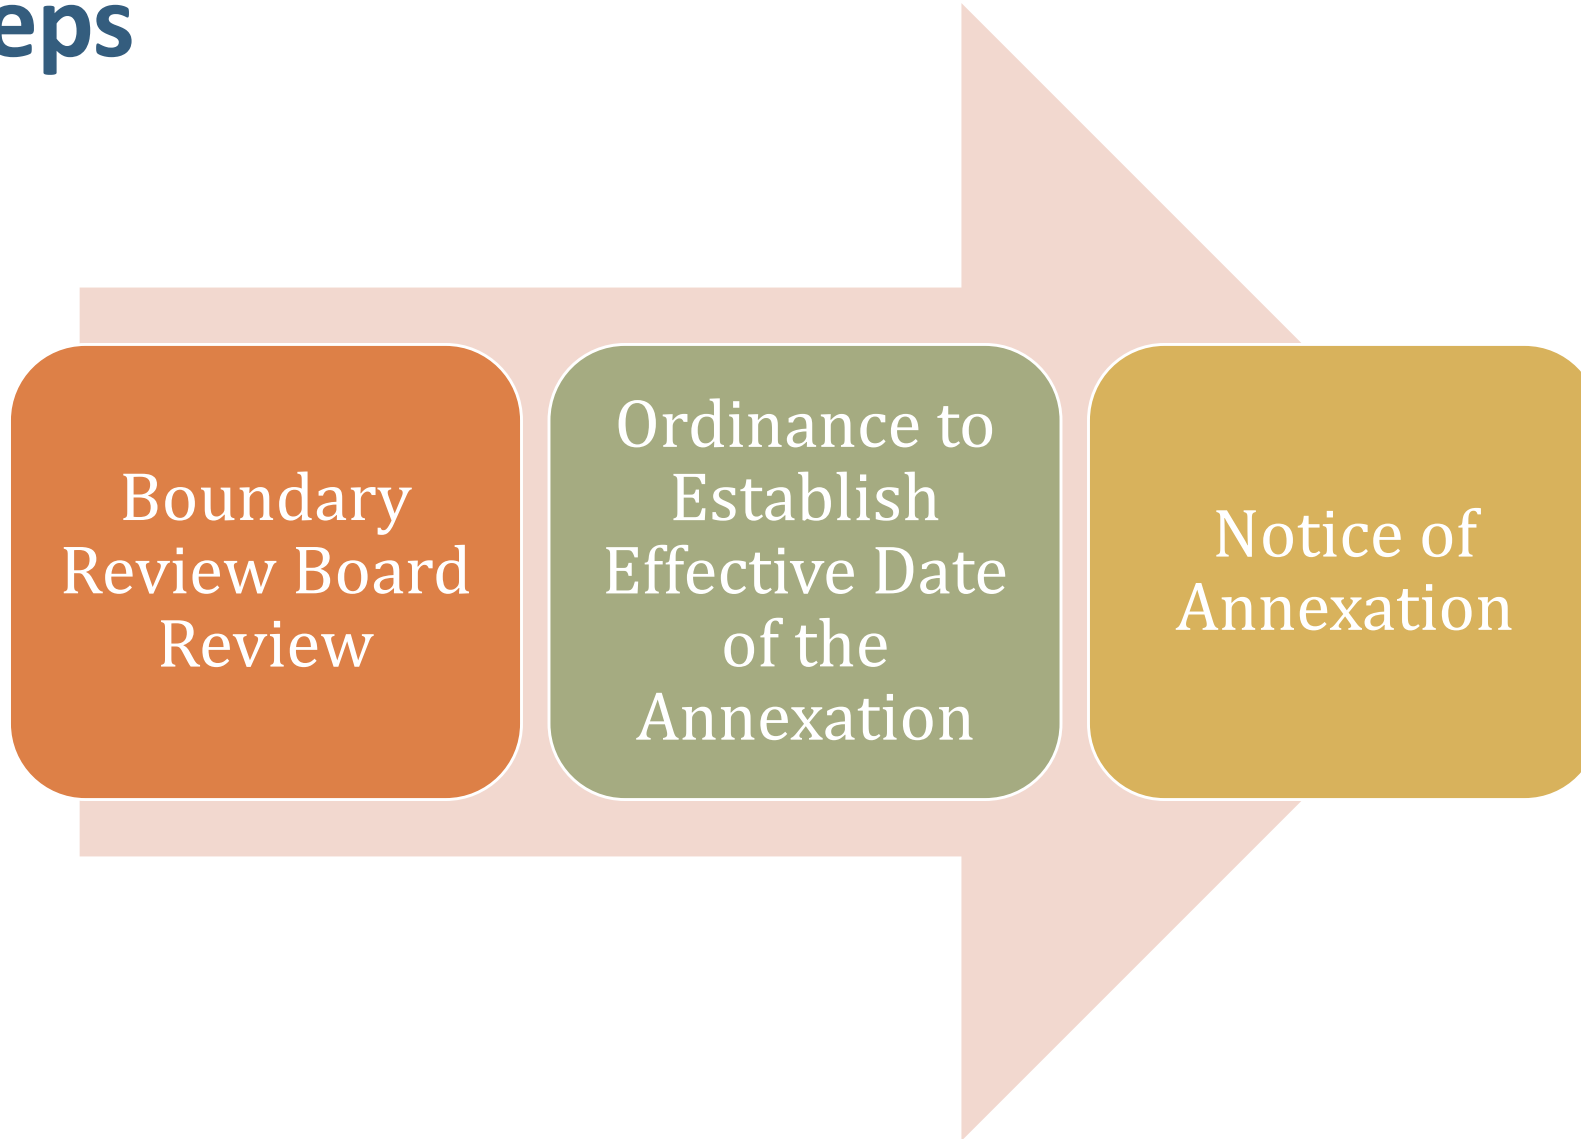 eps
Boundary
Review Board
Review
Ordinance to
Establish
Effective Date
of the
Annexation
Notice of
Annexation